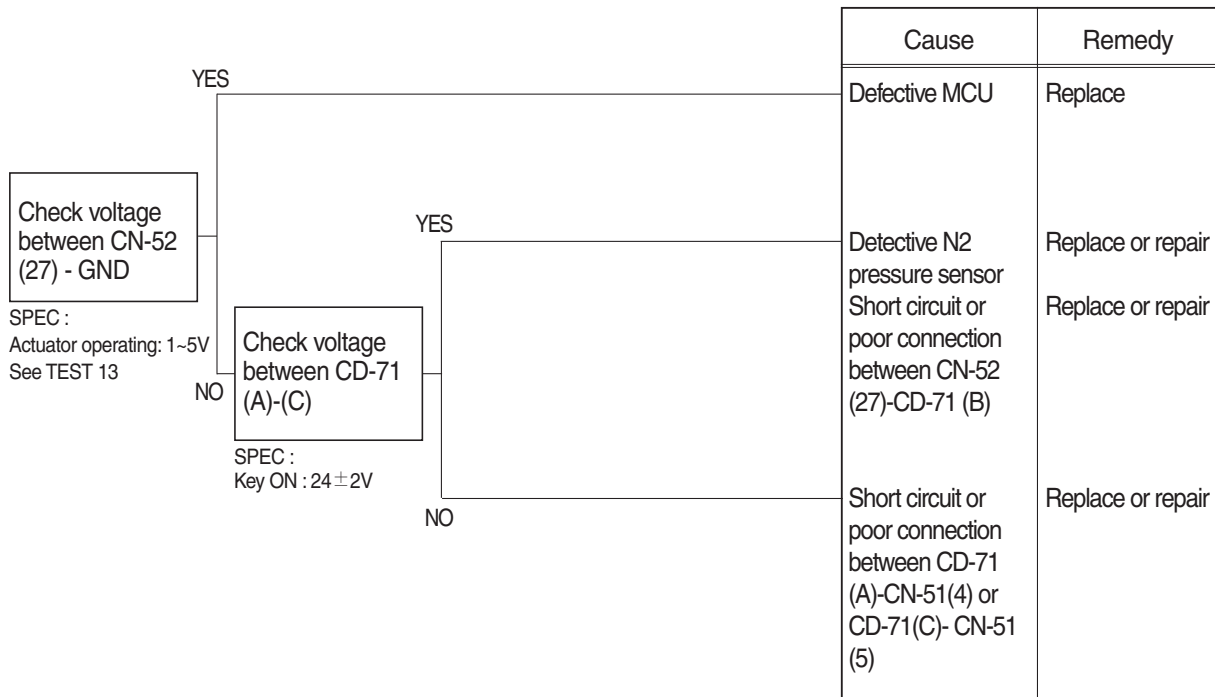 Cause
Remedy
YES
Defective MCU
Replace
Check voltage
between CN-52
(27) - GND
SPEC :
Actuator operating: 1~5V
See TEST 13
NO
YES
Check voltage
between CD-71
(A)-(C)
SPEC :
Key ON : 24±2V
NO
Detective N2
pressure sensor
Replace or repair
Short circuit or
poor connection
between CN-52
(27)-CD-71 (B)
Replace or repair
Short circuit or
poor connection
between CD-71
(A)-CN-51(4) or
CD-71(C)- CN-51
(5)
Replace or repair